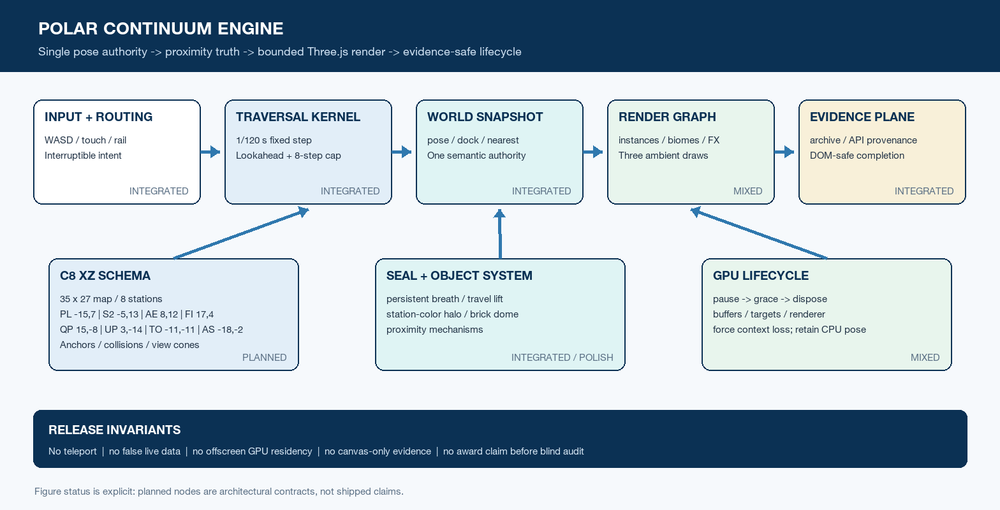 POLAR CONTINUUM ENGINE
Single pose authority -> proximity truth -> bounded Three.js render -> evidence-safe lifecycle
INPUT + ROUTING
WASD / touch / rail
Interruptible intent
INTEGRATED
TRAVERSAL KERNEL
1/120 s fixed step
Lookahead + 8-step cap
INTEGRATED
WORLD SNAPSHOT
pose / dock / nearest
One semantic authority
INTEGRATED
RENDER GRAPH
instances / biomes / FX
Three ambient draws
MIXED
EVIDENCE PLANE
archive / API provenance
DOM-safe completion
INTEGRATED
C8 XZ SCHEMA
35 x 27 map / 8 stations
PL -15,7 | S2 -5,13 | AE 8,12 | FI 17,4
QP 15,-8 | UP 3,-14 | TO -11,-11 | AS -18,-2
Anchors / collisions / view cones
PLANNED
SEAL + OBJECT SYSTEM
persistent breath / travel lift
station-color halo / brick dome
proximity mechanisms
INTEGRATED / POLISH
GPU LIFECYCLE
pause -> grace -> dispose
buffers / targets / renderer
force context loss; retain CPU pose
MIXED
RELEASE INVARIANTS
No teleport | no false live data | no offscreen GPU residency | no canvas-only evidence | no award claim before blind audit
Figure status is explicit: planned nodes are architectural contracts, not shipped claims.